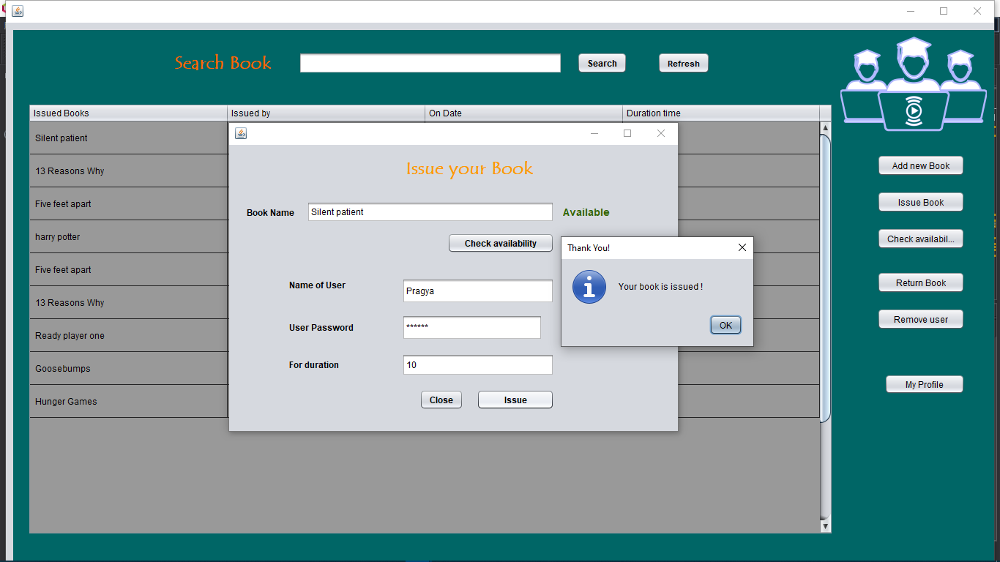 Search Book
Search
Refresh
Issued Books
Issued by
On Date
Duration time
Silent patient
13 Reasons Why
Five feet apart
harry potter
Five feet apart
13 Reasons Why
Ready player one
Goosebumps
Hunger Games
Issue your Book
Book Name
Silent patient
Available
Check availability
Name of User
Pragya
User Password
******
For duration
10
Close
Issue
Thank You!
Your book is issued !
OK
Add new Book
Issue Book
Check availabil...
Return Book
Remove user
My Profile